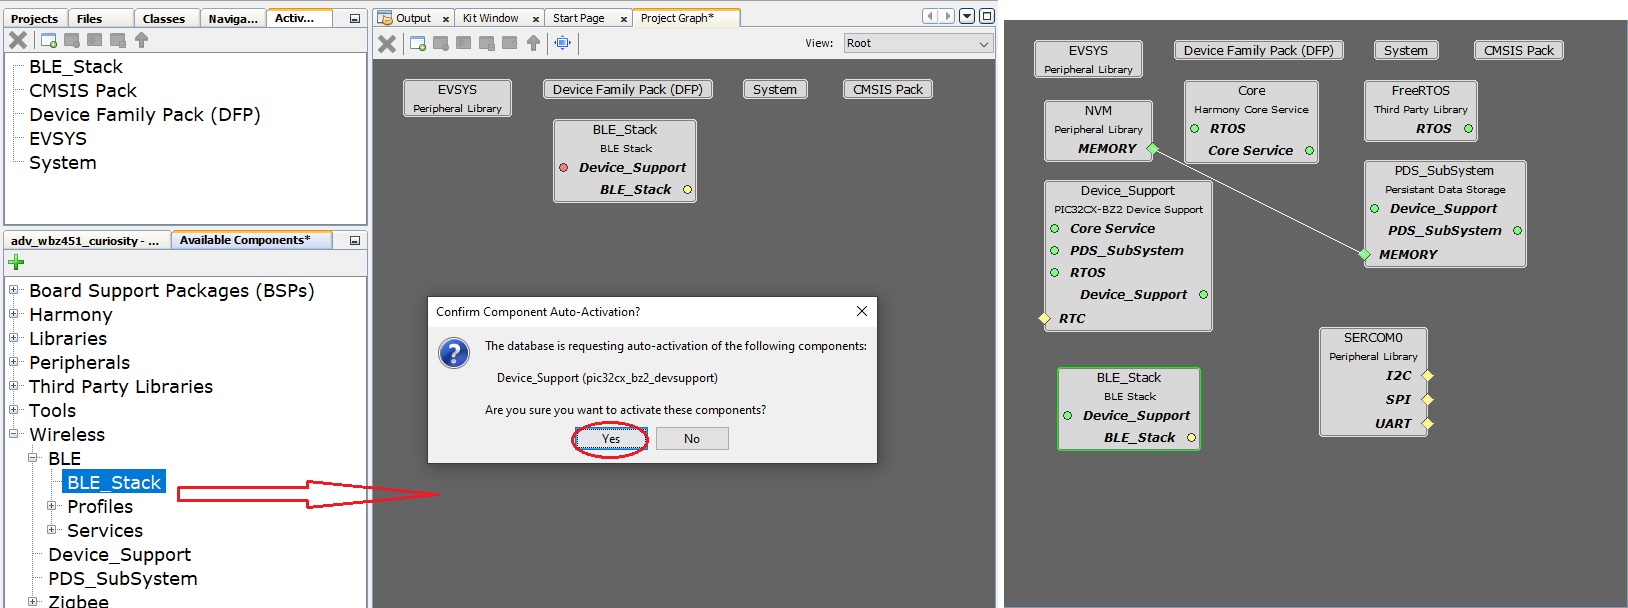 Projects Files Classes Naviga... Activ...
BLE_Stack
CMSIS Pack
Device Family Pack (DFP)
EVSYS
System
adv_wbz451_curiosity - ... Available Components*
Board Support Packages (BSPs)
Harmony
Libraries
Peripherals
Third Party Libraries
Tools
Wireless
BLE
BLE_Stack
Profiles
Services
Device_Support
PDS_SubSystem
Zigbee
Output x Kit Window x Start Page x Project Graph*
View: Root
EVSYS
Peripheral Library
Device Family Pack (DFP)
System
CMSIS Pack
BLE_Stack
BLE Stack
Device_Support
BLE_Stack
Confirm Component Auto-Activation?
The database is requesting auto-activation of the following components:
Device_Support (pic32cx_bz2_devsupport)
Are you sure you want to activate these components?
Yes No
EVSYS
Peripheral Library
Device Family Pack (DFP)
System
CMSIS Pack
NVM
Peripheral Library
MEMORY
Core
Harmony Core Service
RTOS
Core Service
FreeRTOS
Third Party Library
RTOS
Device_Support
PIC32CX-BZ2 Device Support
Core Service
PDS_SubSystem
RTOS
Device_Support
RTC
PDS_SubSystem
Persistant Data Storage
Device_Support
PDS_SubSystem
MEMORY
BLE_Stack
BLE Stack
Device_Support
BLE_Stack
SERCOM0
Peripheral Library
I2C
SPI
UART